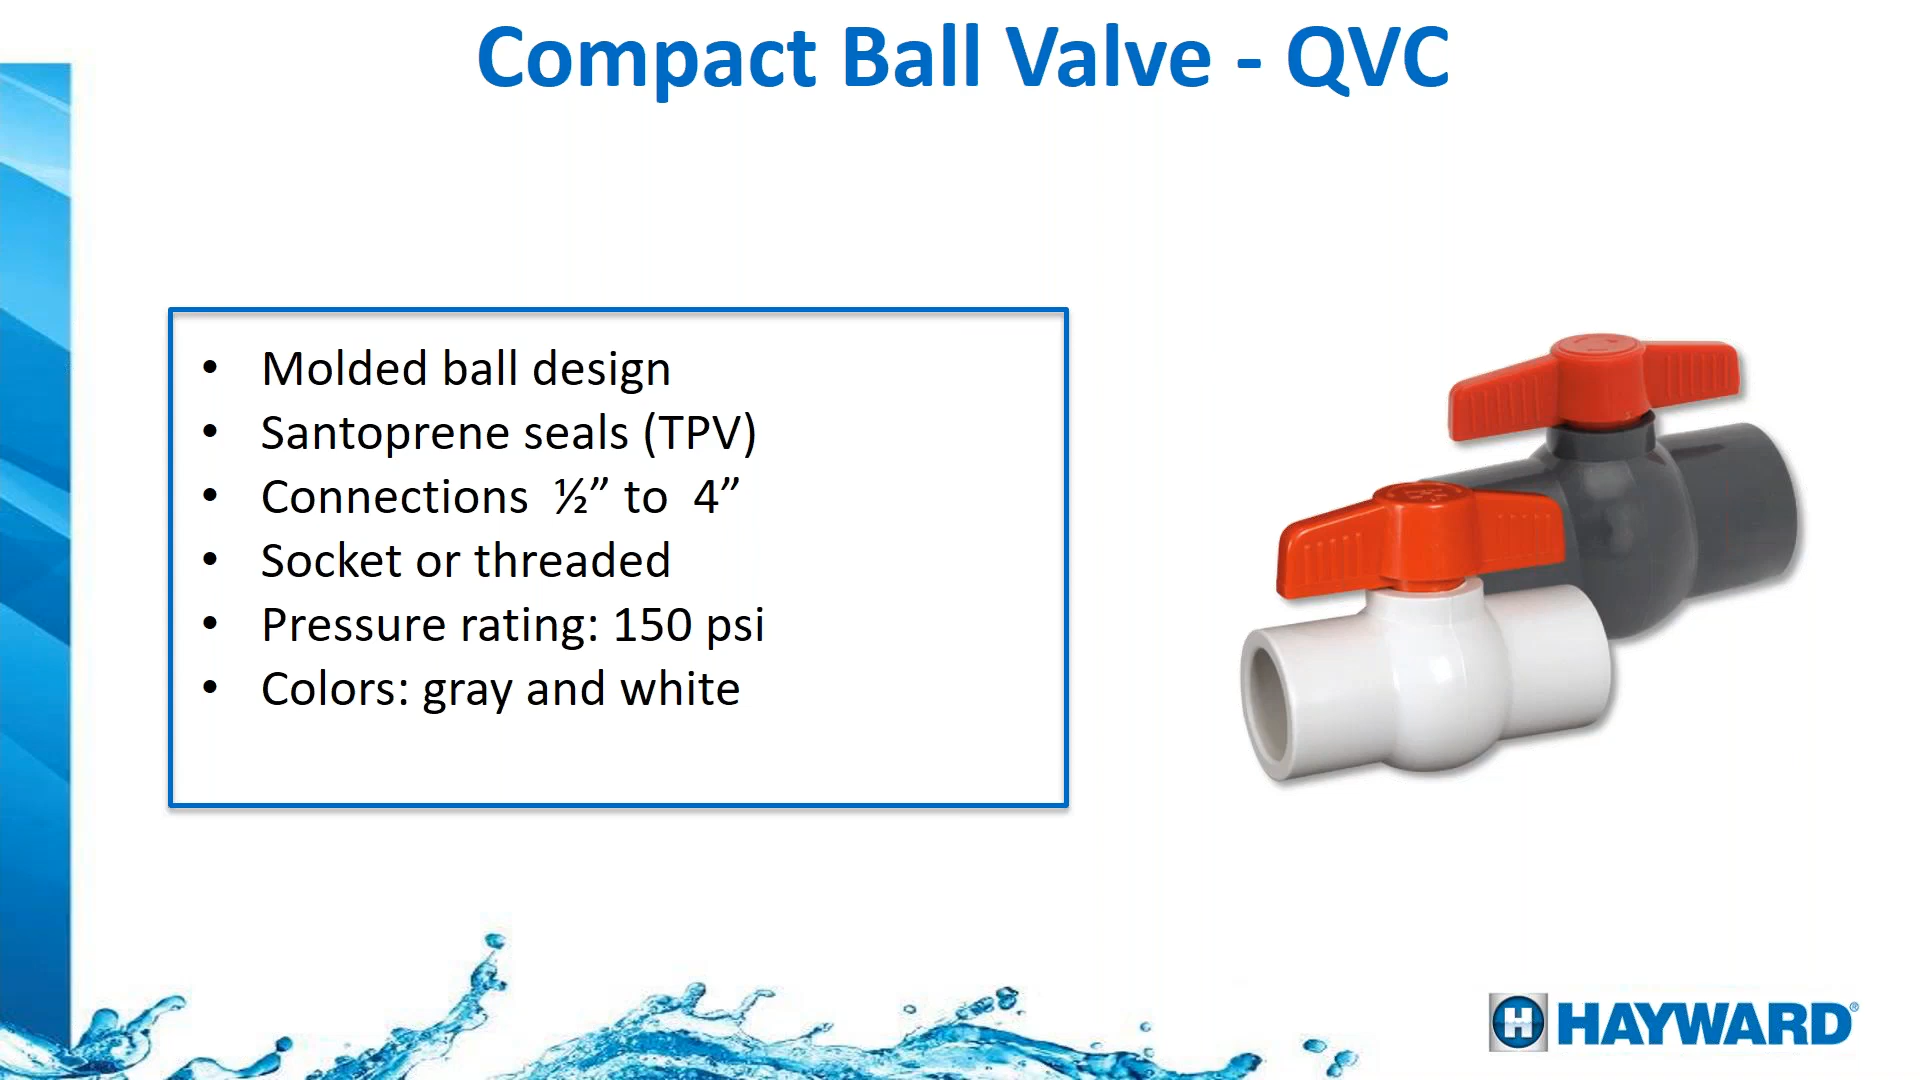 Compact Ball Valve - QVC
• Molded ball design
• Santoprene seals (TPV)
• Connections ½” to 4”
• Socket or threaded
• Pressure rating: 150 psi
• Colors: gray and white
HAYWARD®